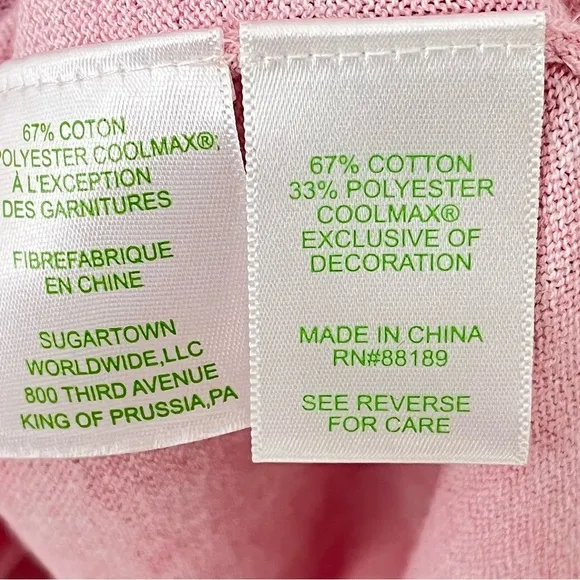 67% COTON
POLYESTER COOLMAX®;
À L'EXCEPTION
DES GARNITURES
FIBREFABRIQUE
EN CHINE
SUGARTOWN
WORLDWIDE,LLC
800 THIRD AVENUE
KING OF PRUSSIA,PA
67% COTTON
33% POLYESTER
COOLMAX®
EXCLUSIVE OF
DECORATION
MADE IN CHINA
RN#88189
SEE REVERSE
FOR CARE